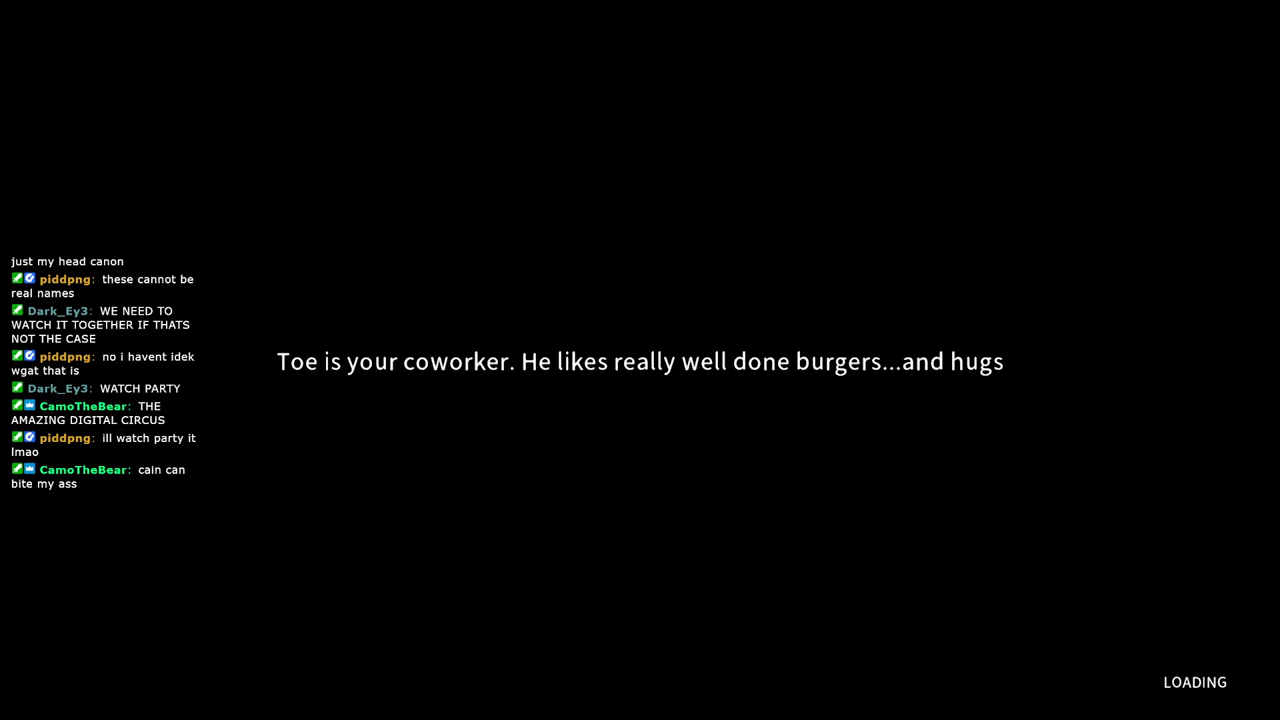 just my head canon
piddpng: these cannot be
real names
Dark_Ey3: WE NEED TO
WATCH IT TOGETHER IF THATS
NOT THE CASE
piddpng: no i havent idek
wgat that is
Dark_Ey3: WATCH PARTY
CamoTheBear: THE
AMAZING DIGITAL CIRCUS
piddpng: ill watch party it
lmao
CamoTheBear: cain can
bite my ass
Toe is your coworker. He likes really well done burgers...and hugs
LOADING